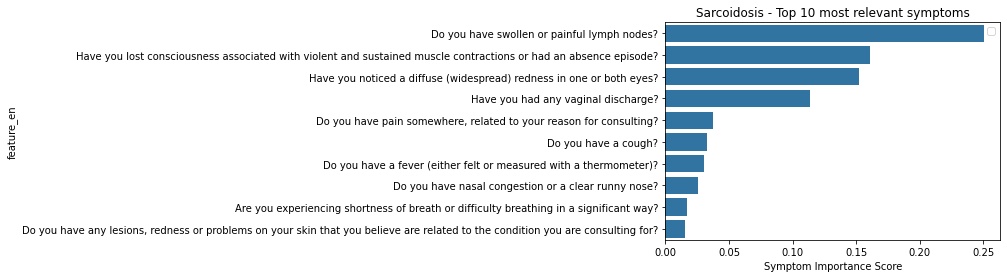 Sarcoidosis - Top 10 most relevant symptoms
feature_en
Do you have swollen or painful lymph nodes?
Have you lost consciousness associated with violent and sustained muscle contractions or had an absence episode?
Have you noticed a diffuse (widespread) redness in one or both eyes?
Have you had any vaginal discharge?
Do you have pain somewhere, related to your reason for consulting?
Do you have a cough?
Do you have a fever (either felt or measured with a thermometer)?
Do you have nasal congestion or a clear runny nose?
Are you experiencing shortness of breath or difficulty breathing in a significant way?
Do you have any lesions, redness or problems on your skin that you believe are related to the condition you are consulting for?
0.00 0.05 0.10 0.15 0.20 0.25
Symptom Importance Score